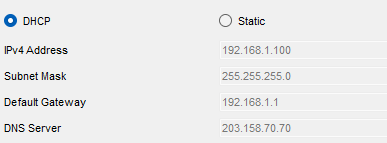 DHCP Static
IPv4 Address 192.168.1.100
Subnet Mask 255.255.255.0
Default Gateway 192.168.1.1
DNS Server 203.158.70.70